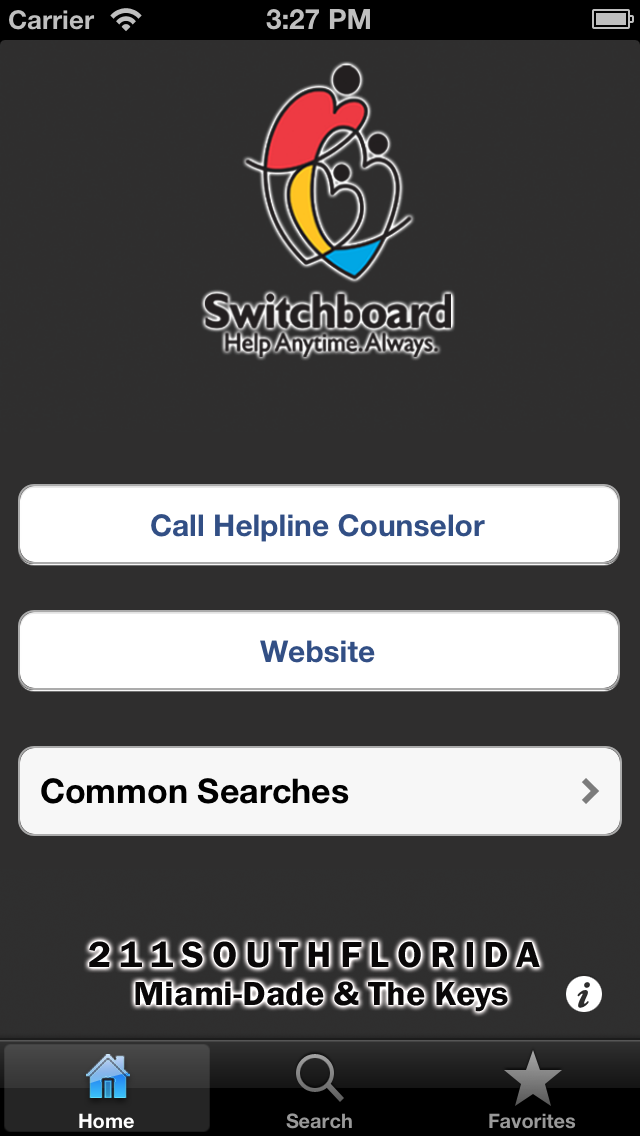 Carrier 3:27 PM
Switchboard
Help Anytime.Always.
Call Helpline Counselor
Website
Common Searches
211SOUTHFLORIDA
Miami-Dade & The Keys
i
Home Search Favorites